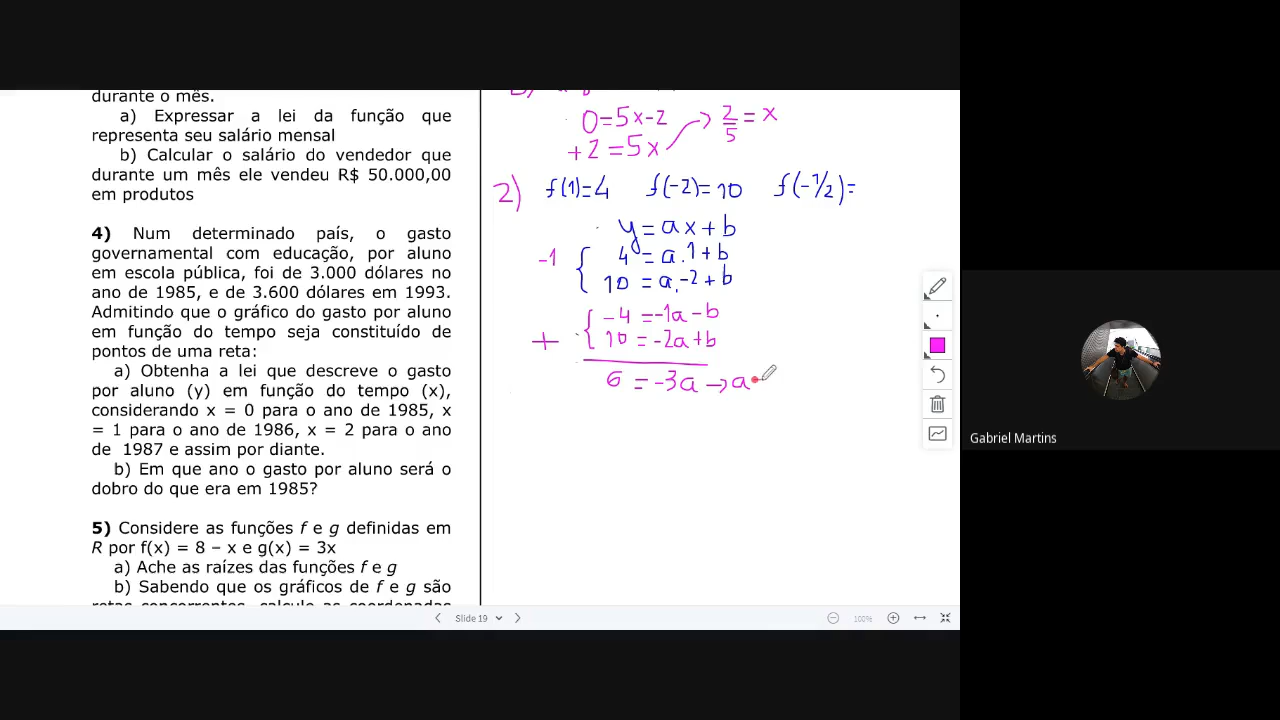 durante o mês.
a) Expressar a lei da função que
representa seu salário mensal
b) Calcular o salário do vendedor que
durante um mês ele vendeu R$ 50.000,00
em produtos
4) Num determinado país, o gasto
governamental com educação, por aluno
em escola pública, foi de 3.000 dólares no
ano de 1985, e de 3.600 dólares em 1993.
Admitindo que o gráfico do gasto por aluno
em função do tempo seja constituído de
pontos de uma reta:
a) Obtenha a lei que descreve o gasto
por aluno (y) em função do tempo (x),
considerando x = 0 para o ano de 1985, x
= 1 para o ano de 1986, x = 2 para o ano
de 1987 e assim por diante.
b) Em que ano o gasto por aluno será o
dobro do que era em 1985?
5) Considere as funções f e g definidas em
R por f(x) = 8 – x e g(x) = 3x
a) Ache as raízes das funções f e g
b) Sabendo que os gráficos de f e g são
retas concorrentes, calcule as coordenadas
0=5x-2 → 2/5 = x
+2=5x
2) f(1)=4 f(-2)=10 f(-1/2)=
y=ax+b
-1 { 4=a.1+b
10=a.-2+b
+ { -4=-1a-b
10=-2a+b
6=-3a→a
Slide 19
100%
Gabriel Martins